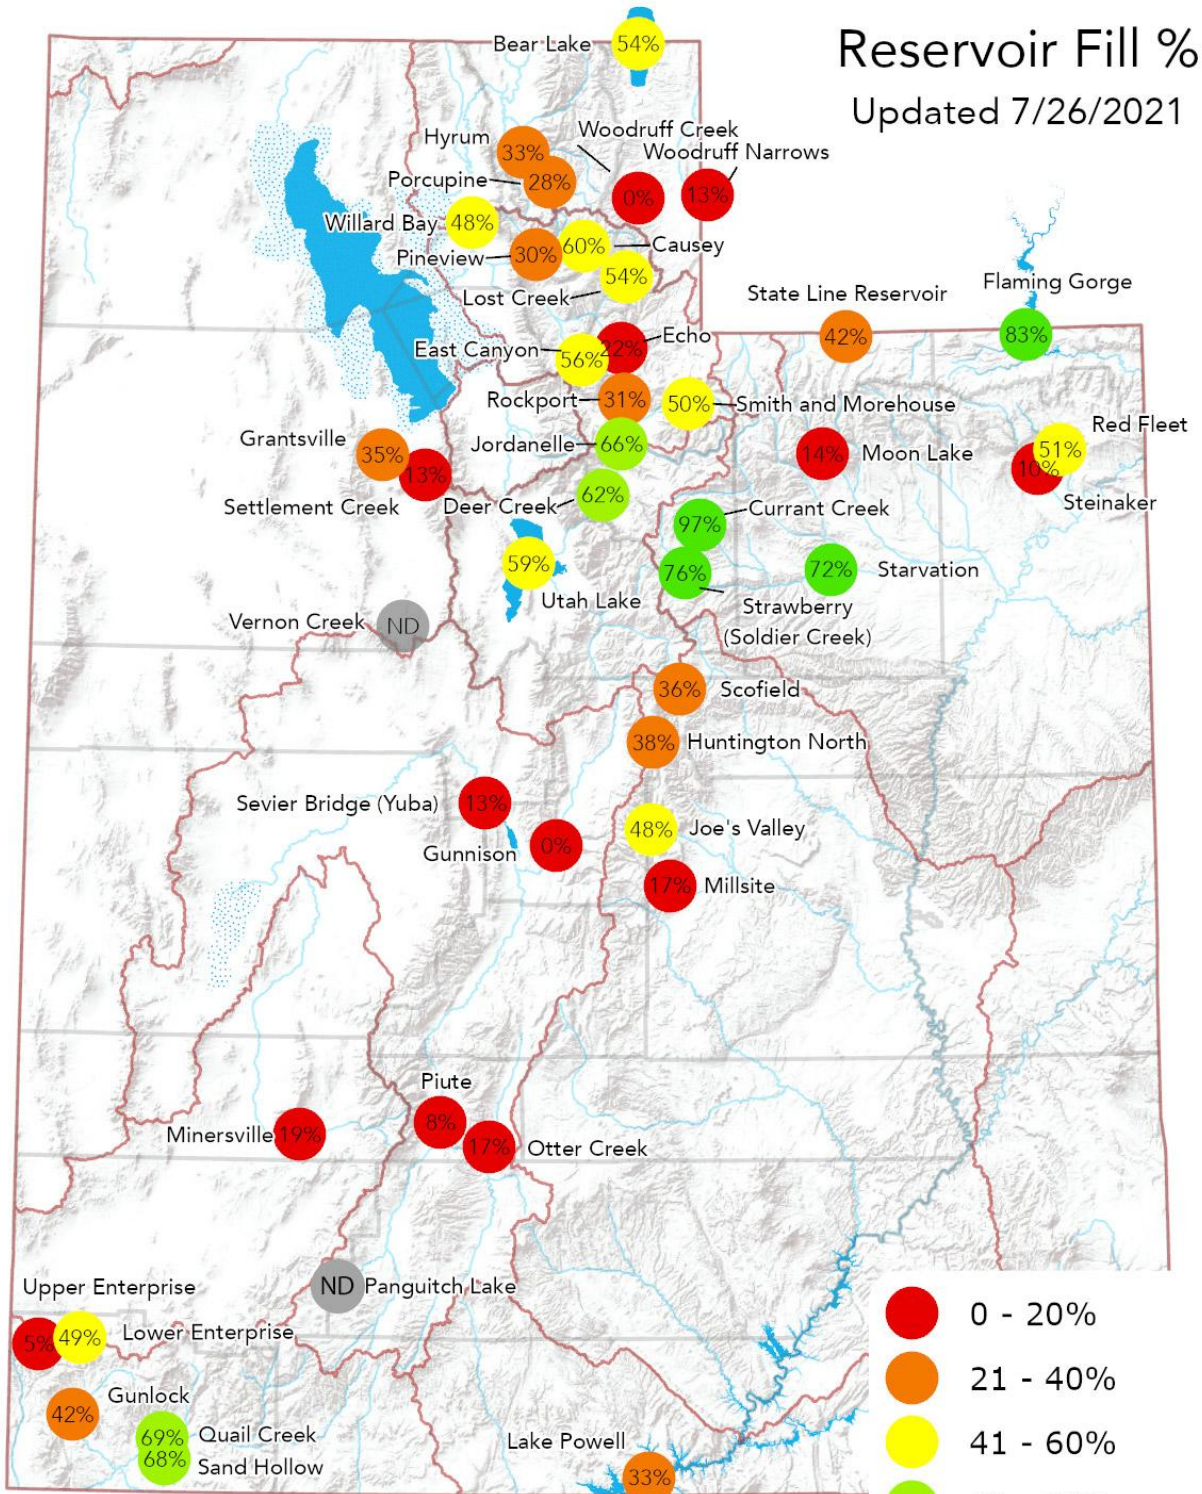 Reservoir Fill %
Updated 7/26/2021
Bear Lake 54%
Woodruff Creek
Hyrum
Woodruff Narrows
33%
Porcupine 28%
0%
13%
Willard Bay 48%
60% Causey
Pineview 30%
54%
Lost Creek
Flaming Gorge
State Line Reservoir
42%
83%
Echo
22%
East Canyon 56%
Rockport 31%
50% Smith and Morehouse
Red Fleet
51%
Grantsville
35%
Jordanelle 66%
14% Moon Lake
10%
13%
Steinaker
Settlement Creek
Deer Creek 62%
Currant Creek
97%
59%
76%
72% Starvation
Utah Lake
Strawberry
(Soldier Creek)
Vernon Creek ND
36% Scofield
38% Huntington North
Sevier Bridge (Yuba) 13%
48% Joe's Valley
Gunnison 0%
17% Millsite
Piute
8%
Minersville 19%
17% Otter Creek
ND Panguitch Lake
Upper Enterprise
5% 49% Lower Enterprise
Gunlock
42%
69% Quail Creek
68% Sand Hollow
Lake Powell
33%
0 - 20%
21 - 40%
41 - 60%